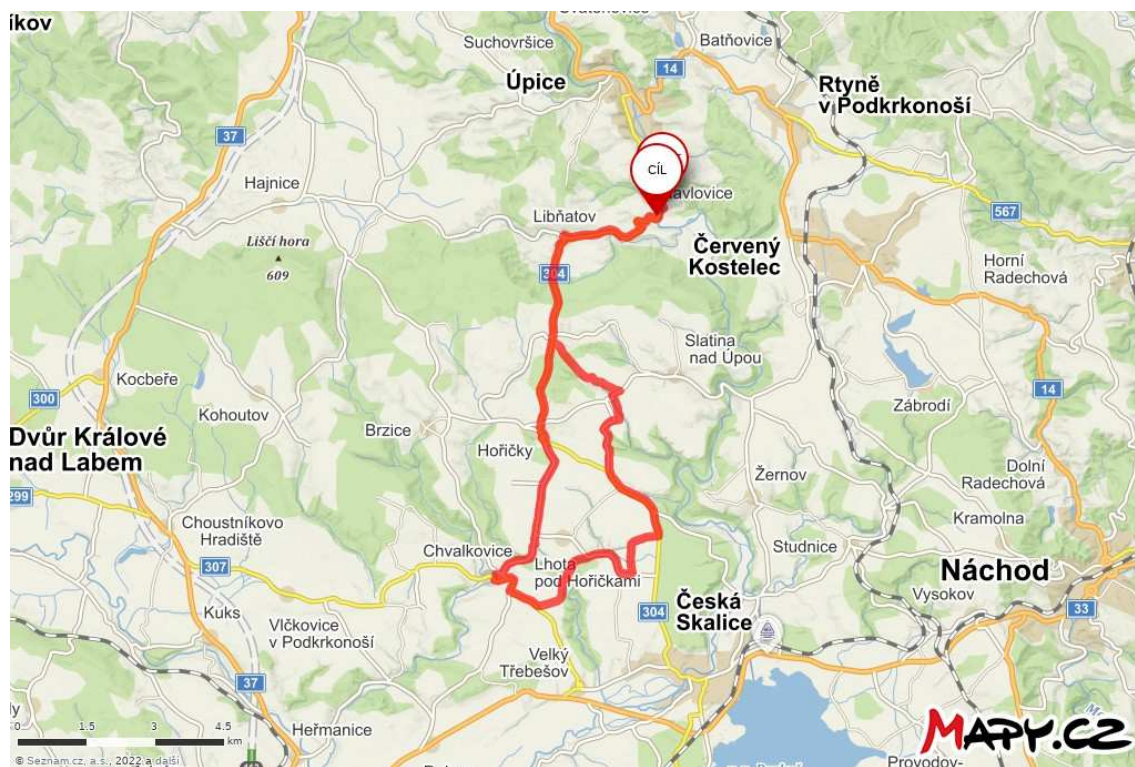 íkov
Suchovršice
Batňovice
14
Úpice
Rtyně
v Podkrkonoší
37
CÍL
Hajnice
Libňatov
567
Liščí hora
609
304
Červený
Kostelec
Horní
Radechová
Slatina
nad Úpou
Kocbeře
300
Kohoutov
14
Zábrodí
Brzice
Dvůr Králové
nad Labem
Hořičky
Žernov
Dolní
Radechová
299
Choustníkovo
Hradiště
Kramolna
Chvalkovice
Studnice
307
Lhota
pod Hořičkami
Náchod
Vysokov
Kuks
304
Česká
Skalice
33
Vlčkovice
v Podkrkonoší
Velký
Třebešov
37
Heřmanice
0 1.5 3 4.5
km
© Seznam.cz, a.s., 2022 a další
MAPY.CZ
Provodov-